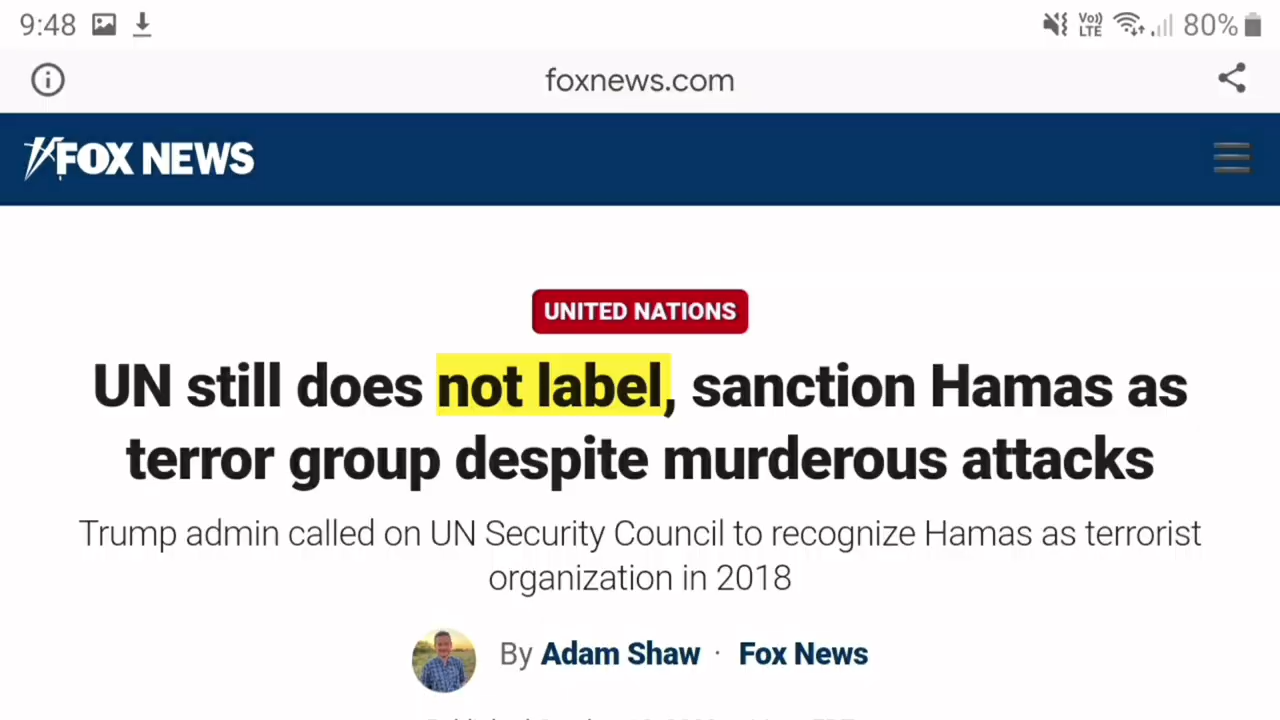 9:48 Vo)) LTE 80%
foxnews.com
FOX NEWS
UNITED NATIONS
UN still does not label, sanction Hamas as
terror group despite murderous attacks
Trump admin called on UN Security Council to recognize Hamas as terrorist
organization in 2018
By Adam Shaw · Fox News